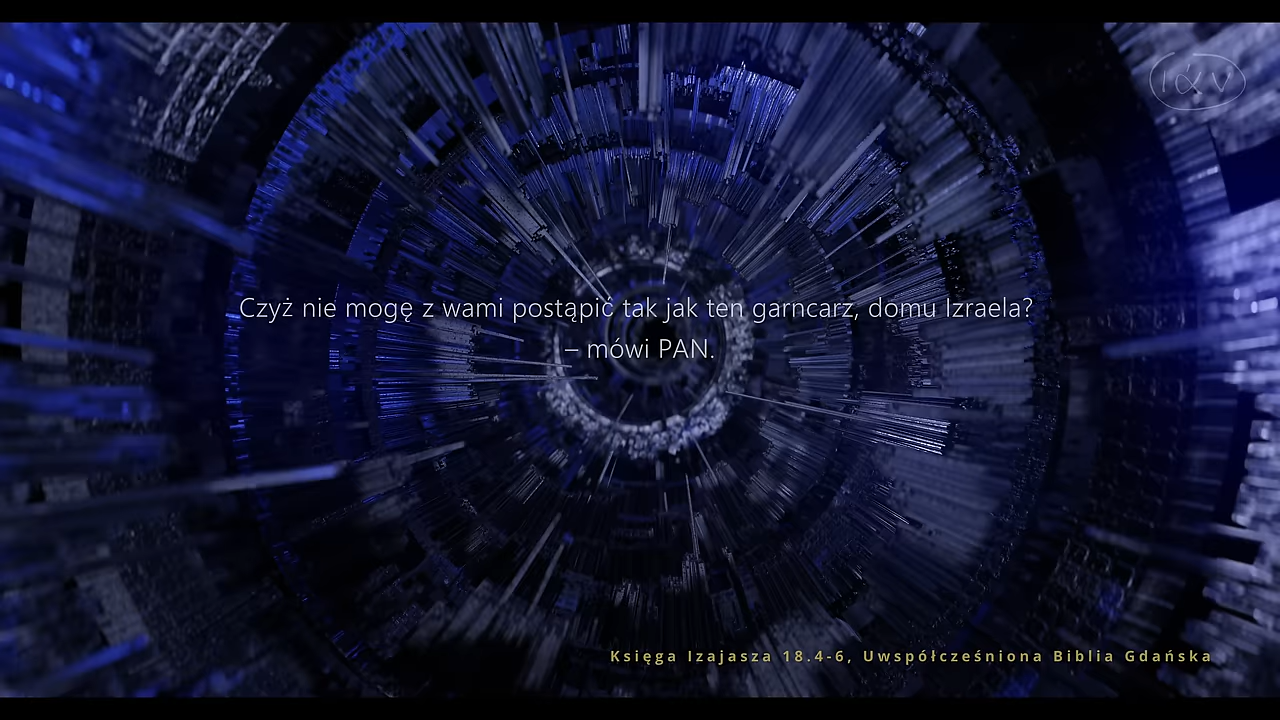 Czyż nie mogę z wami postąpić tak jak ten garncarz, domu Izraela?
– mówi PAN.
Księga Izajasza 18.4-6, Uwspółcześniona Biblia Gdańska